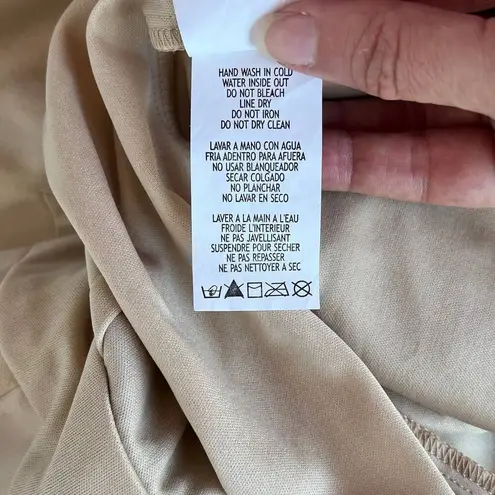 HAND WASH IN COLD
WATER INSIDE OUT
DO NOT BLEACH
LINE DRY
DO NOT IRON
DO NOT DRY CLEAN
LAVAR A MANO CON AGUA
FRIA ADENTRO PARA AFUERA
NO USAR BLANQUEADOR
SECAR COLGADO
NO PLANCHAR
NO LAVAR EN SECO
LAVER A LA MAIN A L'EAU
FROIDE L'INTERIEUR
NE PAS JAVELLISANT
SUSPENDRE POUR SECHER
NE PAS REPASSER
NE PAS NETTOYER A SEC